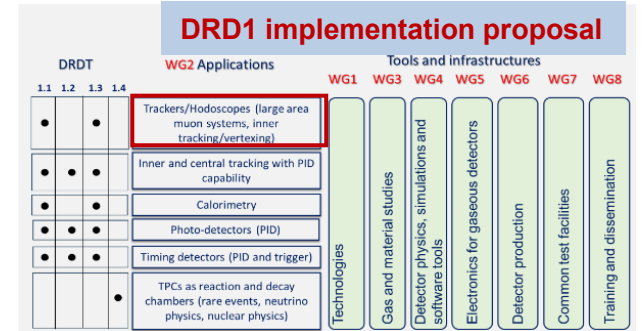 DRD1 implementation proposal
DRDT
WG2 Applications
Tools and infrastructures
1.1 1.2 1.3 1.4
WG1 WG3 WG4 WG5 WG6 WG7 WG8
Trackers/Hodoscopes (large area
muon systems, inner
tracking/vertexing)
Inner and central tracking with PID
capability
Calorimetry
Photo-detectors (PID)
Timing detectors (PID and trigger)
TPCs as reaction and decay
chambers (rare events, neutrino
physics, nuclear physics)
Technologies
Gas and material studies
Detector physics, simulations and
software tools
Electronics for gaseous detectors
Detector production
Common test facilities
Training and dissemination